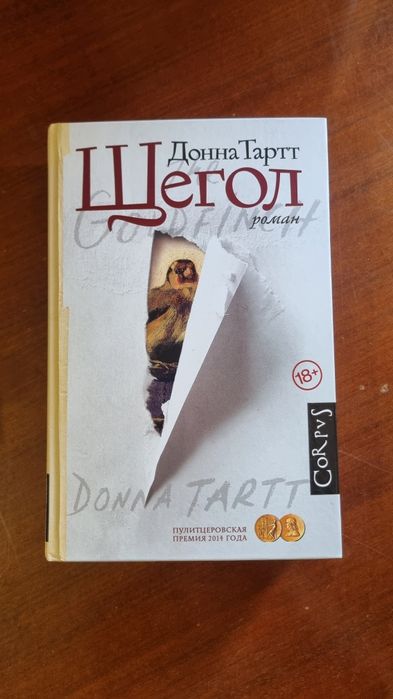 Донна Тартт
Щегол
The
GOLDFINCH
роман
18+
CORPVS
DONNA TARTT
ПУЛИТЦЕРОВСКАЯ
ПРЕМИЯ 2014 ГОДА